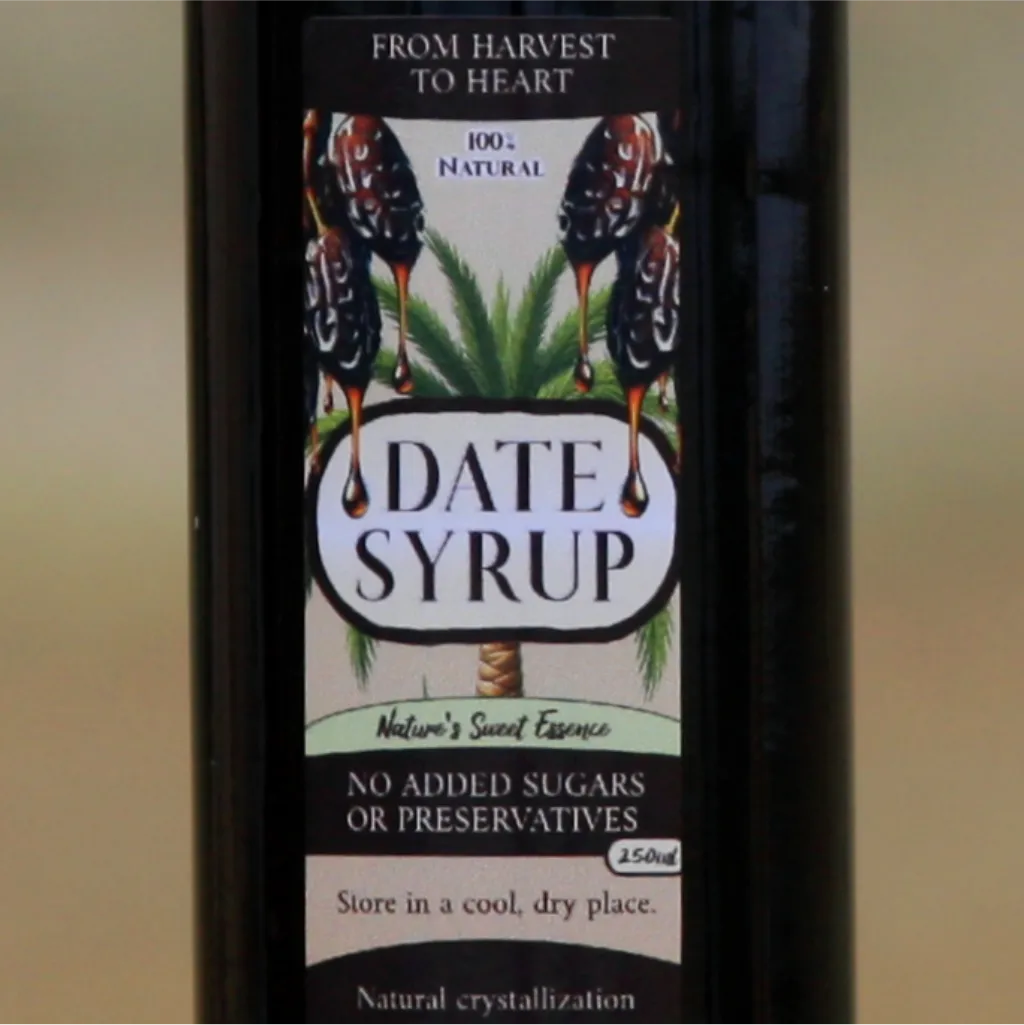 FROM HARVEST
TO HEART
100%
NATURAL
DATE
SYRUP
Nature's Sweet Essence
NO ADDED SUGARS
OR PRESERVATIVES
250ml
Store in a cool, dry place.
Natural crystallization